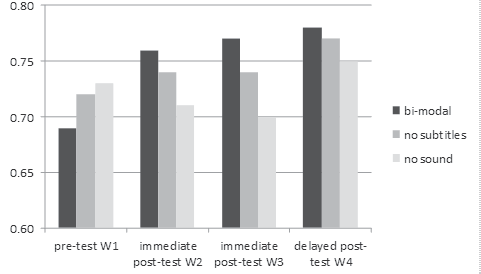 0.80
0.75
0.70
0.65
0.60
pre-test W1
immediate
post-test W2
immediate
post-test W3
delayed post-
test W4
bi-modal
no subtitles
no sound